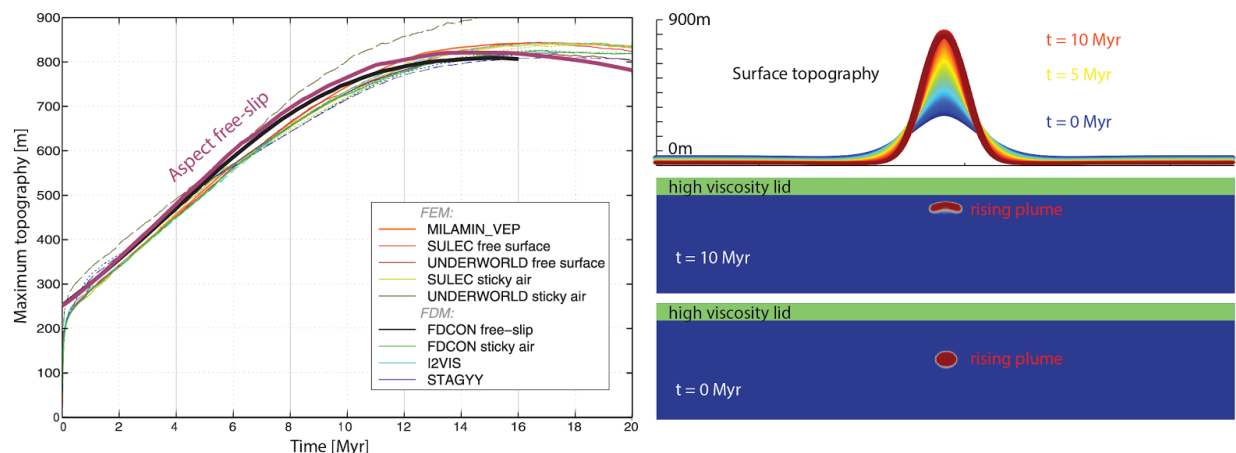 900
800
700
600
500
400
300
200
100
0
Maximum topography [m]
0 2 4 6 8 10 12 14 16 18 20
Time [Myr]
Aspect free-slip
FEM:
MILAMIN_VEP
SULEC free surface
UNDERWORLD free surface
SULEC sticky air
UNDERWORLD sticky air
FDM:
FDCON free-slip
FDCON sticky air
I2VIS
STAGYY
900m
0m
Surface topography
t = 10 Myr
t = 5 Myr
t = 0 Myr
high viscosity lid
rising plume
t = 10 Myr
high viscosity lid
rising plume
t = 0 Myr